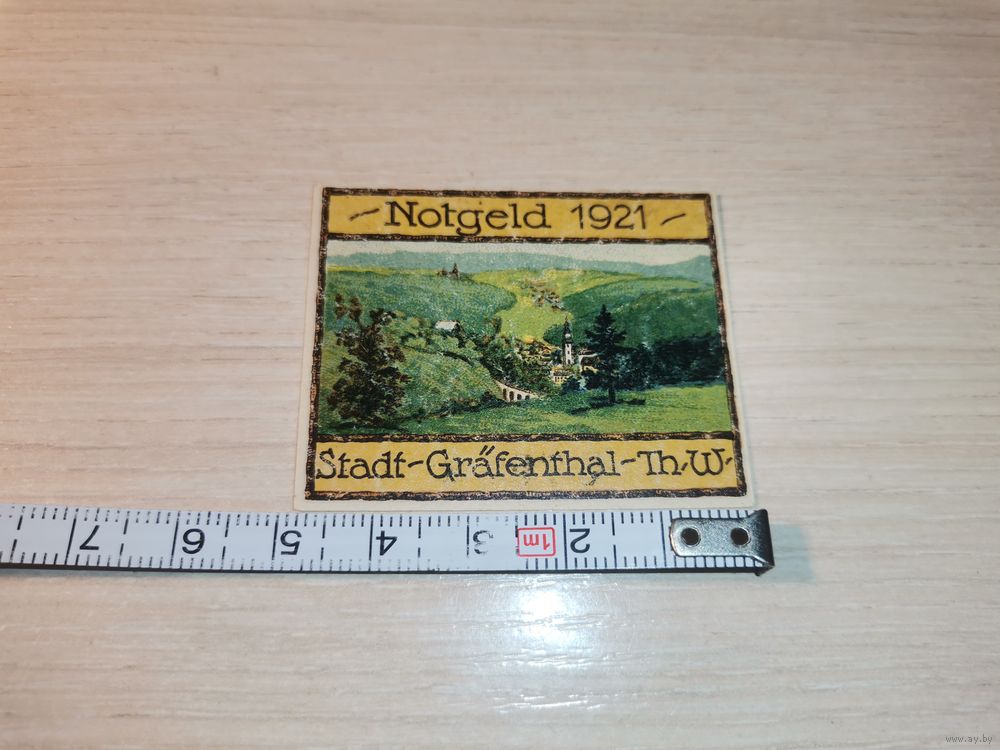 - Notgeld 1921 -
Stadt-Gräfenthal-Th.W.
7 6 5 4 3 1m 2
www.ay.by